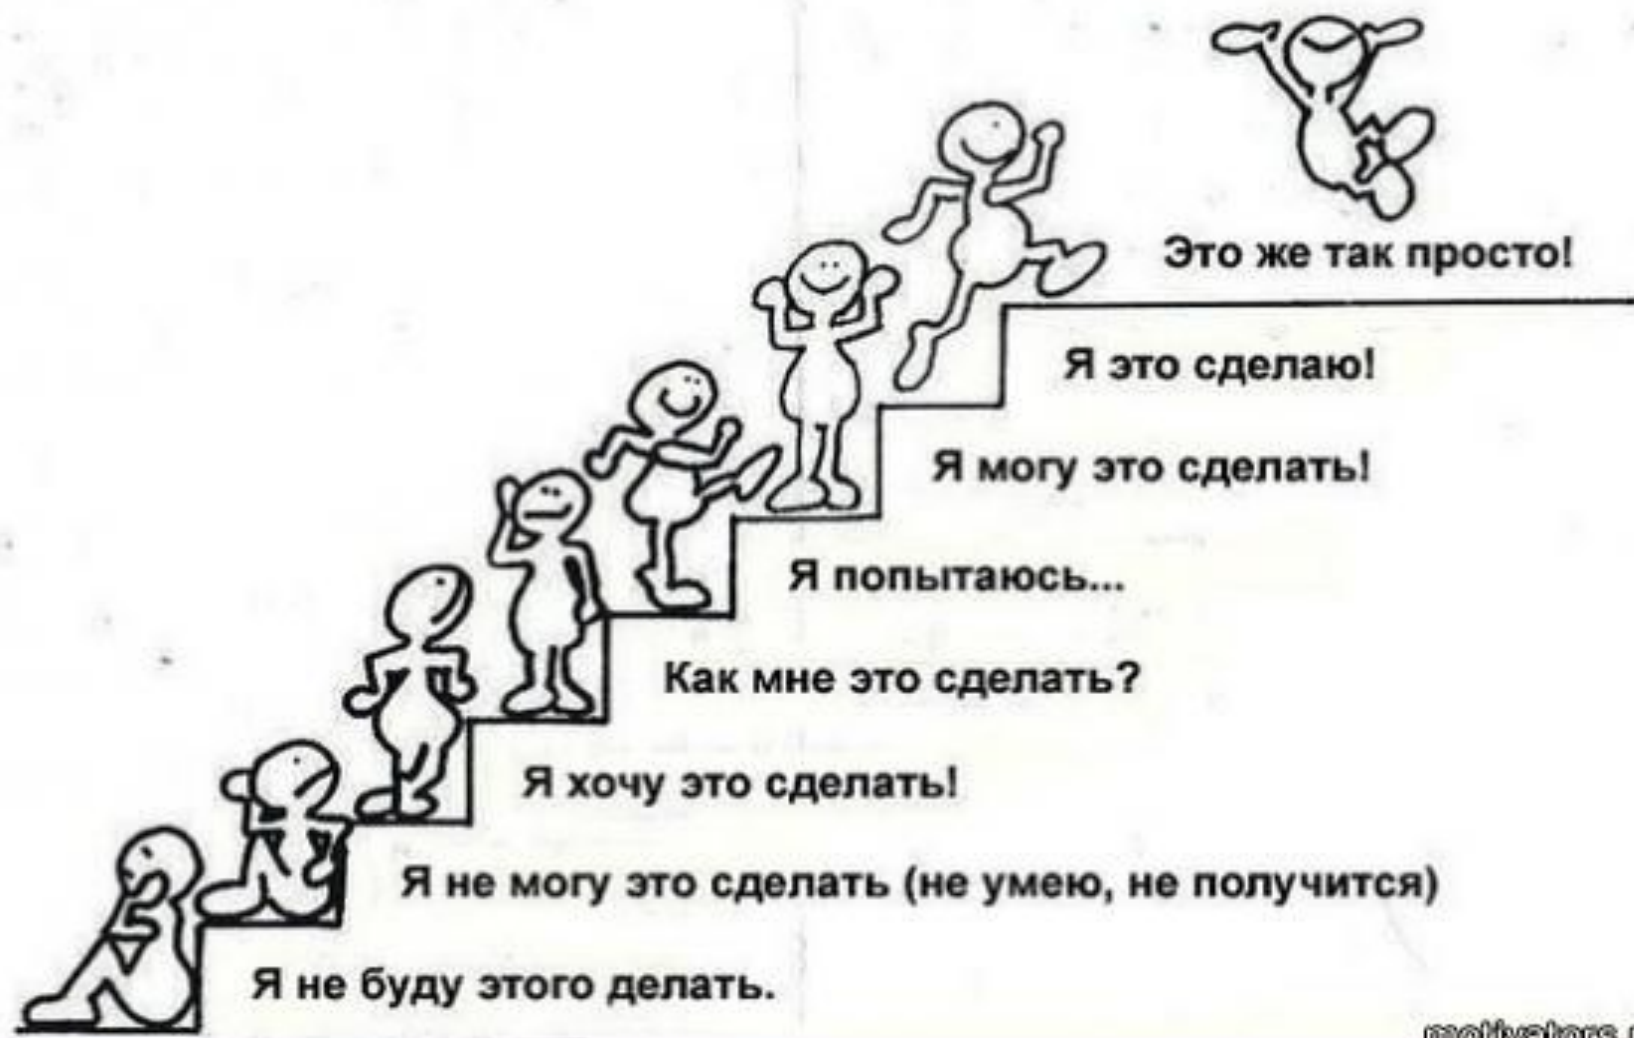 Это же так просто!
Я это сделаю!
Я могу это сделать!
Я попытаюсь...
Как мне это сделать?
Я хочу это сделать!
Я не могу это сделать (не умею, не получится)
Я не буду этого делать.
motivators